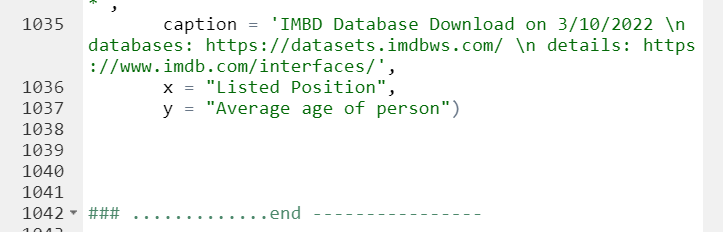 ",
1035 caption = 'IMBD Database Download on 3/10/2022 \n
databases: https://datasets.imdbws.com/ \n details: https
://www.imdb.com/interfaces/',
1036 x = "Listed Position",
1037 y = "Average age of person")
1038
1039
1040
1041
1042 ### .............end ----------------